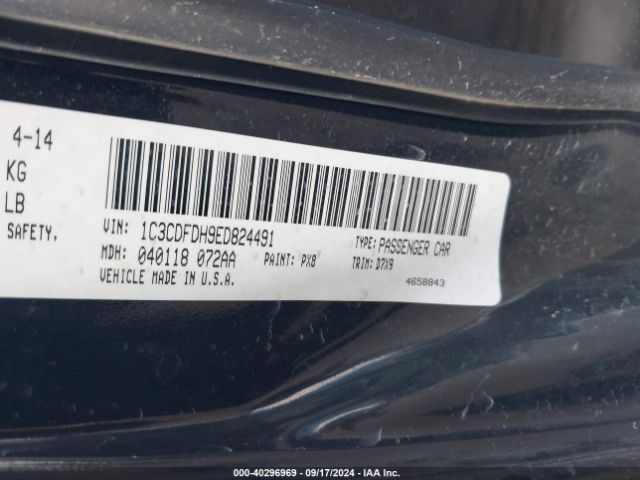 4-14
KG
LB
SAFETY,
VIN: 1C3CDFDH9ED824491
TYPE: PASSENGER CAR
MDH: 040118 072AA PAINT: PX8 TRIM: D7X9
VEHICLE MADE IN U.S.A.
4658843
000-40296969 - 09/17/2024 - IAA Inc.